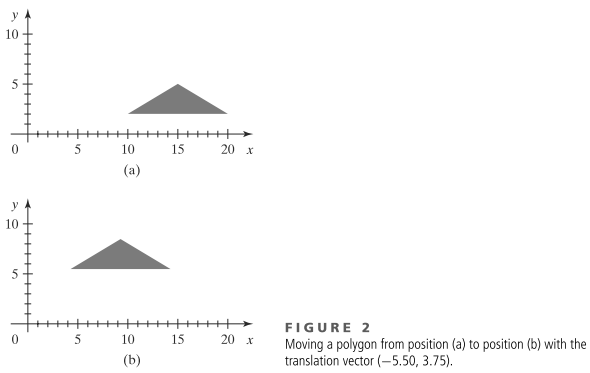 y
10
5
0 5 10 15 20 x
(a)
y
10
5
0 5 10 15 20 x
(b)
FIGURE 2
Moving a polygon from position (a) to position (b) with the
translation vector (−5.50, 3.75).